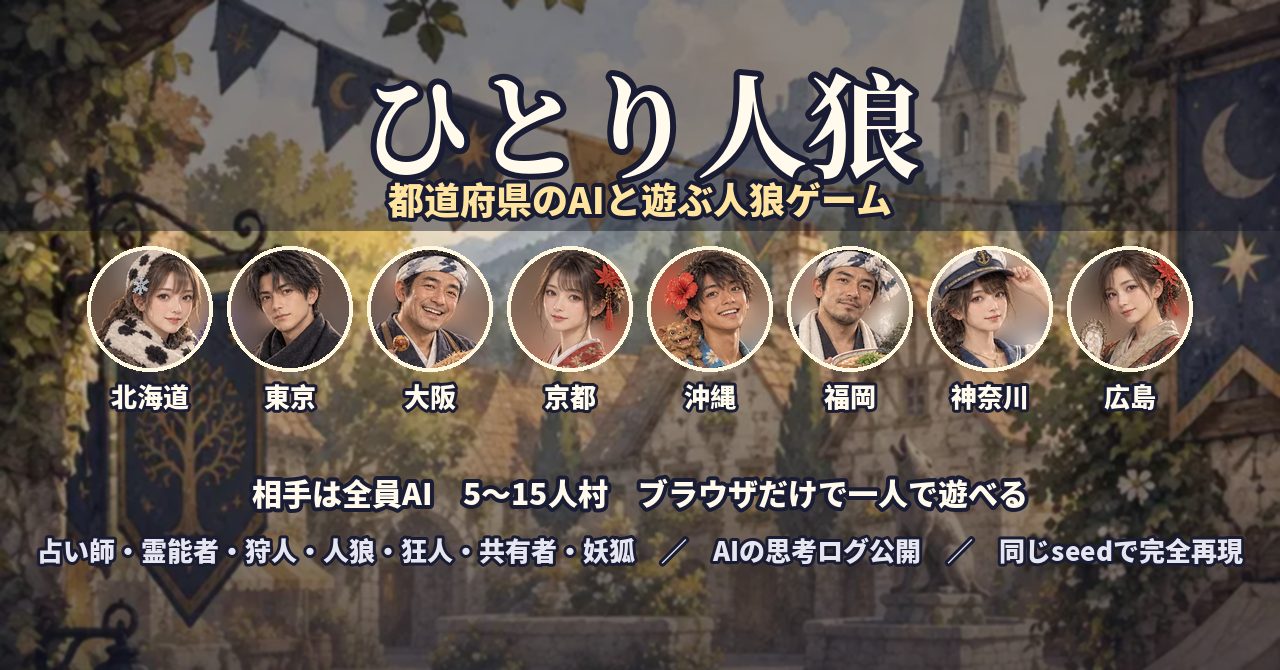 ひとり人狼
都道府県のAIと遊ぶ人狼ゲーム
北海道 東京 大阪 京都 沖縄 福岡 神奈川 広島
相手は全員AI 5〜15人村 ブラウザだけで一人で遊べる
占い師・霊能者・狩人・人狼・狂人・共有者・妖狐 ／ AIの思考ログ公開 ／ 同じseedで完全再現